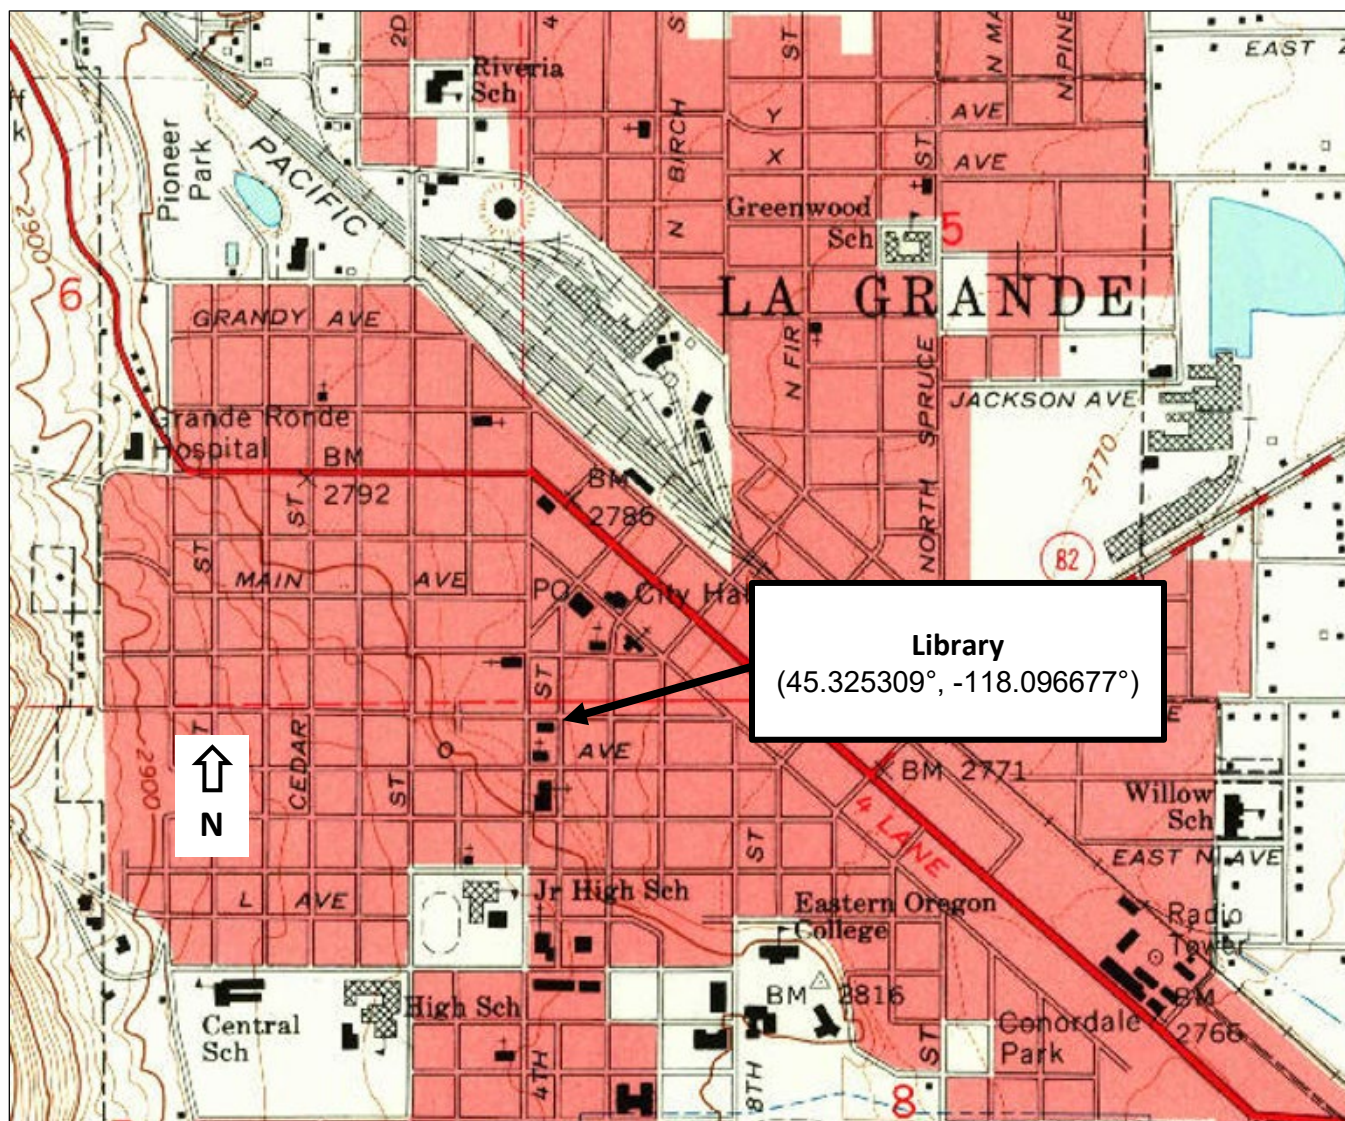 2D
4
S
ST
N MA
N PINE
EAST Z
Riveria
Sch
Pioneer
Park
PACIFIC
N BIRCH
Y
AVE
X
AVE
ST.
2900
Greenwood
Sch
5
6
LA GRANDE
GRANDY AVE
N FIR
NORTH SPRUCE
JACKSON AVE
Grande Ronde
Hospital
BM
2792
ST
BM
2786
2770
82
ST
MAIN AVE
PO
City Ha
Library
(45.325309°, -118.096677°)
ST
E
T
N
2900
CEDAR
ST
AVE
BM 2771
4 LANE
Willow
Sch
ST
EAST N AVE
L AVE
Jr High Sch
Eastern Oregon
College
Radio
Tower
BM 2816
BM
2766
High Sch
Central
Sch
Conordale
Park
ST
4TH
8TH
8